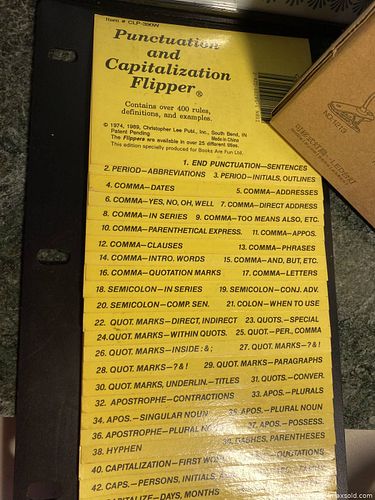 Item # CLP-390W
Punctuation
and
Capitalization
Flipper®
Contains over 400 rules,
definitions, and examples.
© 1974, 1989, Christopher Lee Publ., Inc., South Bend, IN
Patent Pending Made in China
The Flippers are available in over 25 different titles.
This edition specially produced for Books Are Fun Ltd.
1. END PUNCTUATION—SENTENCES
2. PERIOD—ABBREVIATIONS 3. PERIOD—INITIALS, OUTLINES
4. COMMA—DATES 5. COMMA—ADDRESSES
6. COMMA—YES, NO, OH, WELL 7. COMMA—DIRECT ADDRESS
8. COMMA—IN SERIES 9. COMMA—TOO MEANS ALSO, ETC.
10. COMMA—PARENTHETICAL EXPRESS. 11. COMMA—APPOS.
12. COMMA—CLAUSES 13. COMMA—PHRASES
14. COMMA—INTRO. WORDS 15. COMMA—AND, BUT, ETC.
16. COMMA—QUOTATION MARKS 17. COMMA—LETTERS
18. SEMICOLON—IN SERIES 19. SEMICOLON—CONJ. ADV.
20. SEMICOLON—COMP. SEN. 21. COLON—WHEN TO USE
22. QUOT. MARKS—DIRECT, INDIRECT 23. QUOTS.—SPECIAL
24. QUOT. MARKS—WITHIN QUOTS. 25. QUOT—PER., COMMA
26. QUOT. MARKS—INSIDE : & ; 27. QUOT. MARKS—? & !
28. QUOT. MARKS—? & ! 29. QUOT. MARKS—PARAGRAPHS
30. QUOT. MARKS, UNDERLIN.—TITLES 31. QUOTS.—CONVER.
32. APOSTROPHE—CONTRACTIONS 33. APOS.—PLURALS
34. APOS.—SINGULAR NOUN 35. APOS.—PLURAL NOUN
36. APOSTROPHE—PLURAL 37. APOS.—POSSESS.
38. HYPHEN 39. DASHES, PARENTHESES
40. CAPITALIZATION—FIRST QUOTATIONS
42. CAPS.—PERSONS, INITIALS,
DAYS, MONTHS